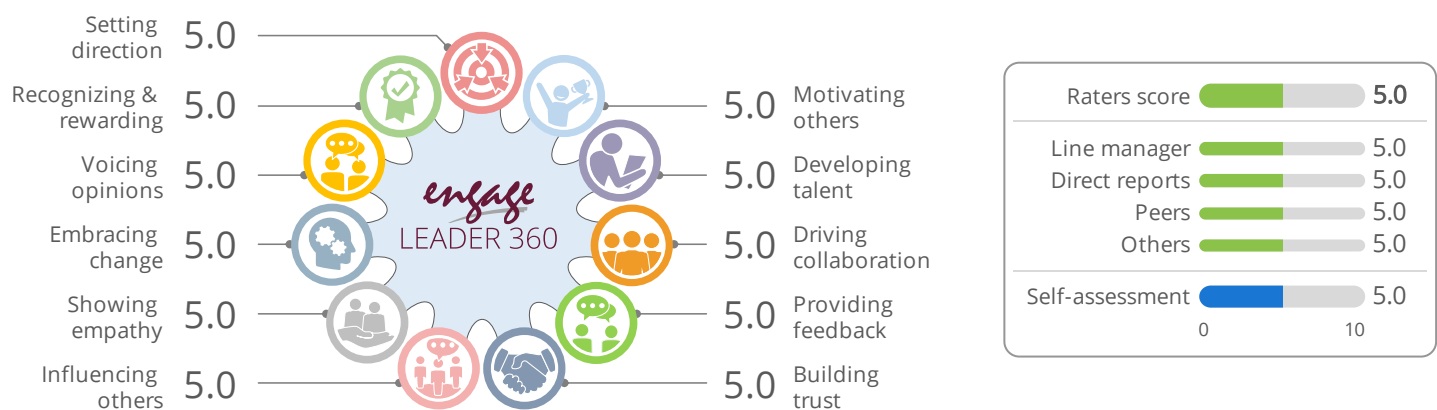 Setting
direction
5.0
Recognizing &
rewarding
5.0
Voicing
opinions
5.0
Embracing
change
5.0
Showing
empathy
5.0
Influencing
others
5.0
engage
LEADER 360
5.0
Motivating
others
5.0
Developing
talent
5.0
Driving
collaboration
5.0
Providing
feedback
5.0
Building
trust
Raters score 5.0
Line manager 5.0
Direct reports 5.0
Peers 5.0
Others 5.0
Self-assessment 5.0
0 10